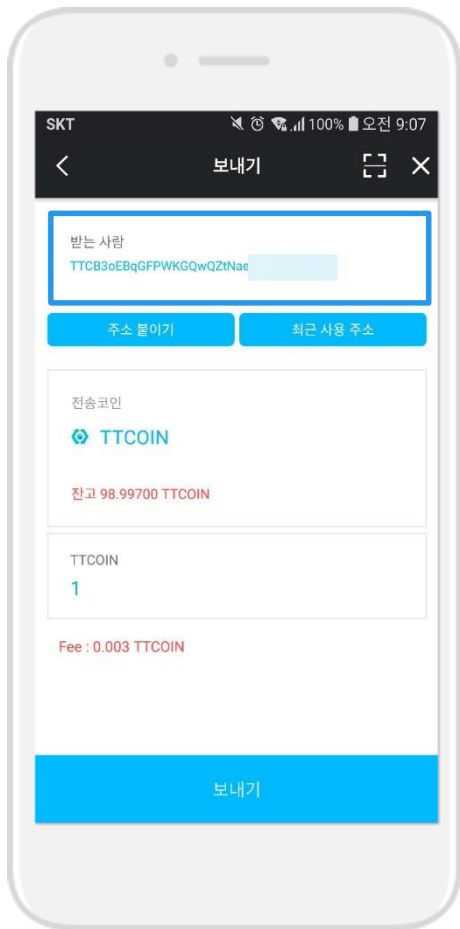 SKT 100% 오전 9:07
보내기
받는 사람
TTCB3oEBqGFPWKGQwQZtNae
주소 붙이기 최근 사용 주소
전송코인
TTCOIN
잔고 98.99700 TTCOIN
TTCOIN
1
Fee : 0.003 TTCOIN
보내기